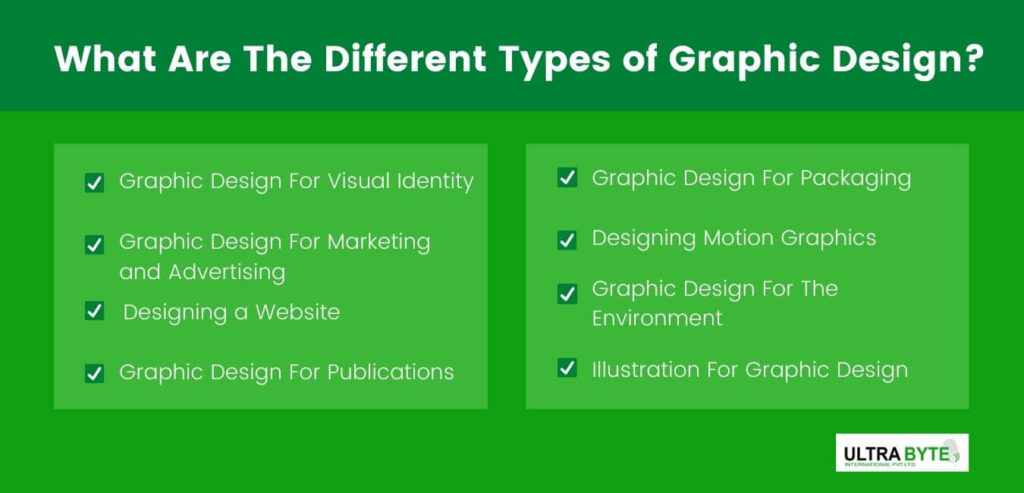 What Are The Different Types of Graphic Design?
Graphic Design For Visual Identity
Graphic Design For Marketing
and Advertising
Designing a Website
Graphic Design For Publications
Graphic Design For Packaging
Designing Motion Graphics
Graphic Design For The
Environment
Illustration For Graphic Design
ULTRA BYTE
INTERNATIONAL PVT LTD